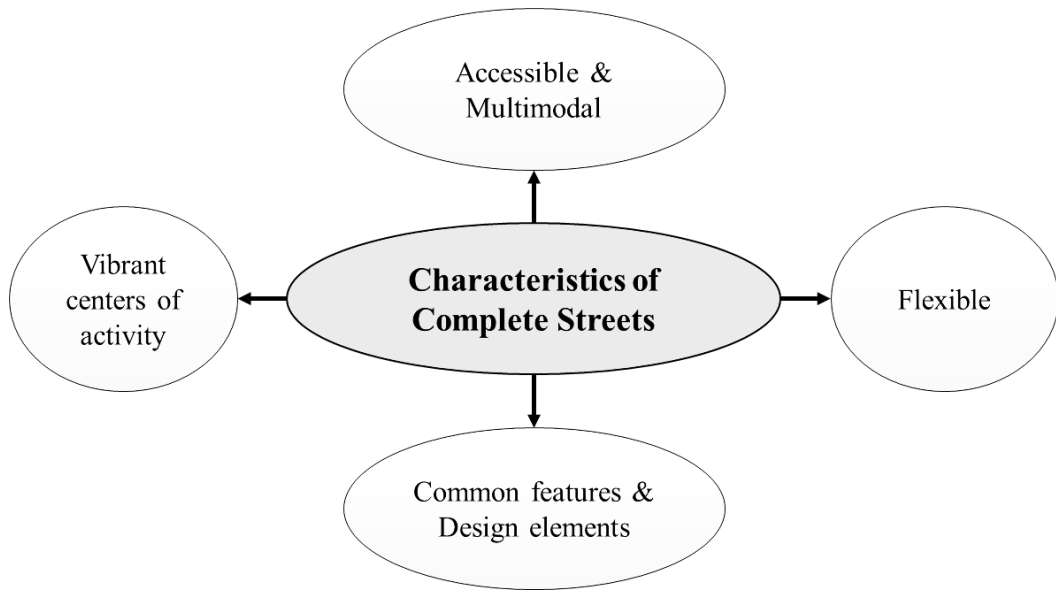 Accessible &
Multimodal
Vibrant
centers of
activity
Characteristics of
Complete Streets
Flexible
Common features &
Design elements